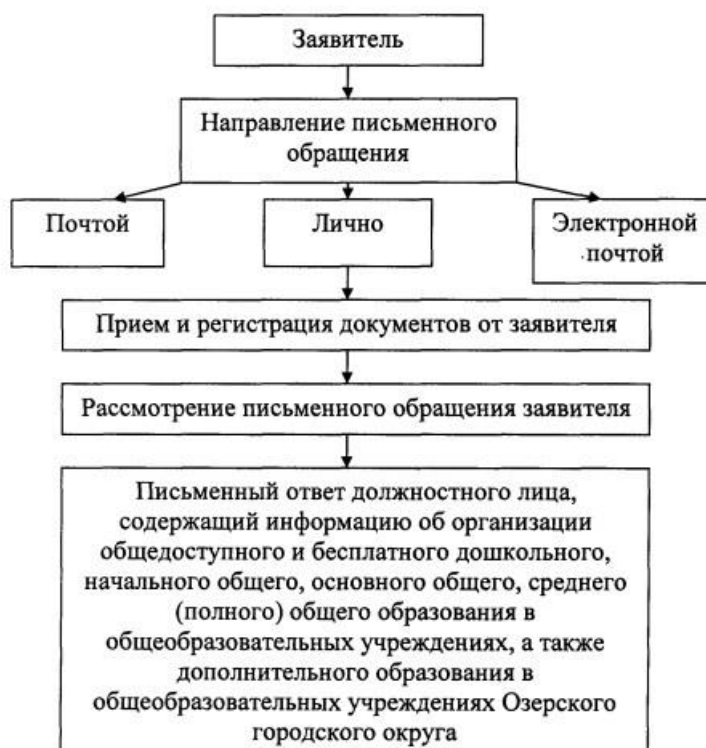 Заявитель
Направление письменного
обращения
Почтой
Лично
Электронной
почтой
Прием и регистрация документов от заявителя
Рассмотрение письменного обращения заявителя
Письменный ответ должностного лица,
содержащий информацию об организации
общедоступного и бесплатного дошкольного,
начального общего, основного общего, среднего
(полного) общего образования в
общеобразовательных учреждениях, а также
дополнительного образования в
общеобразовательных учреждениях Озерского
городского округа